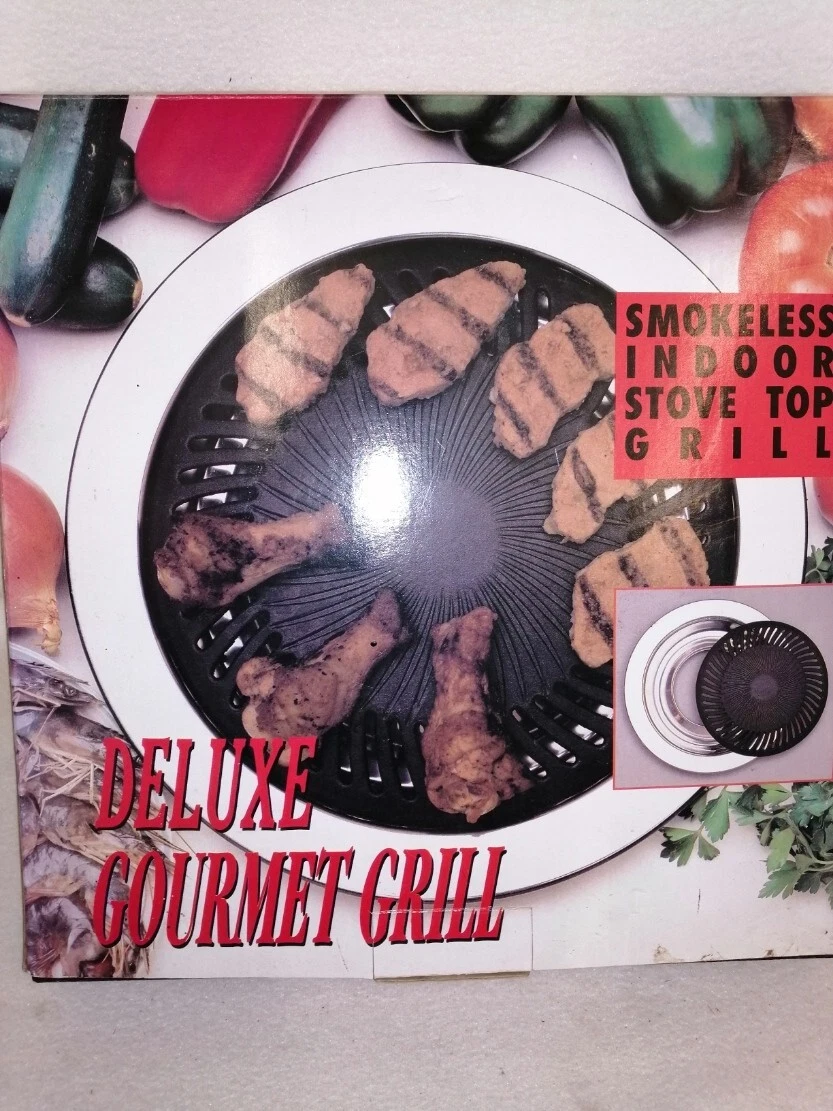 SMOKELESS
INDOOR
STOVE TOP
GRILL
DELUXE
GOURMET GRILL